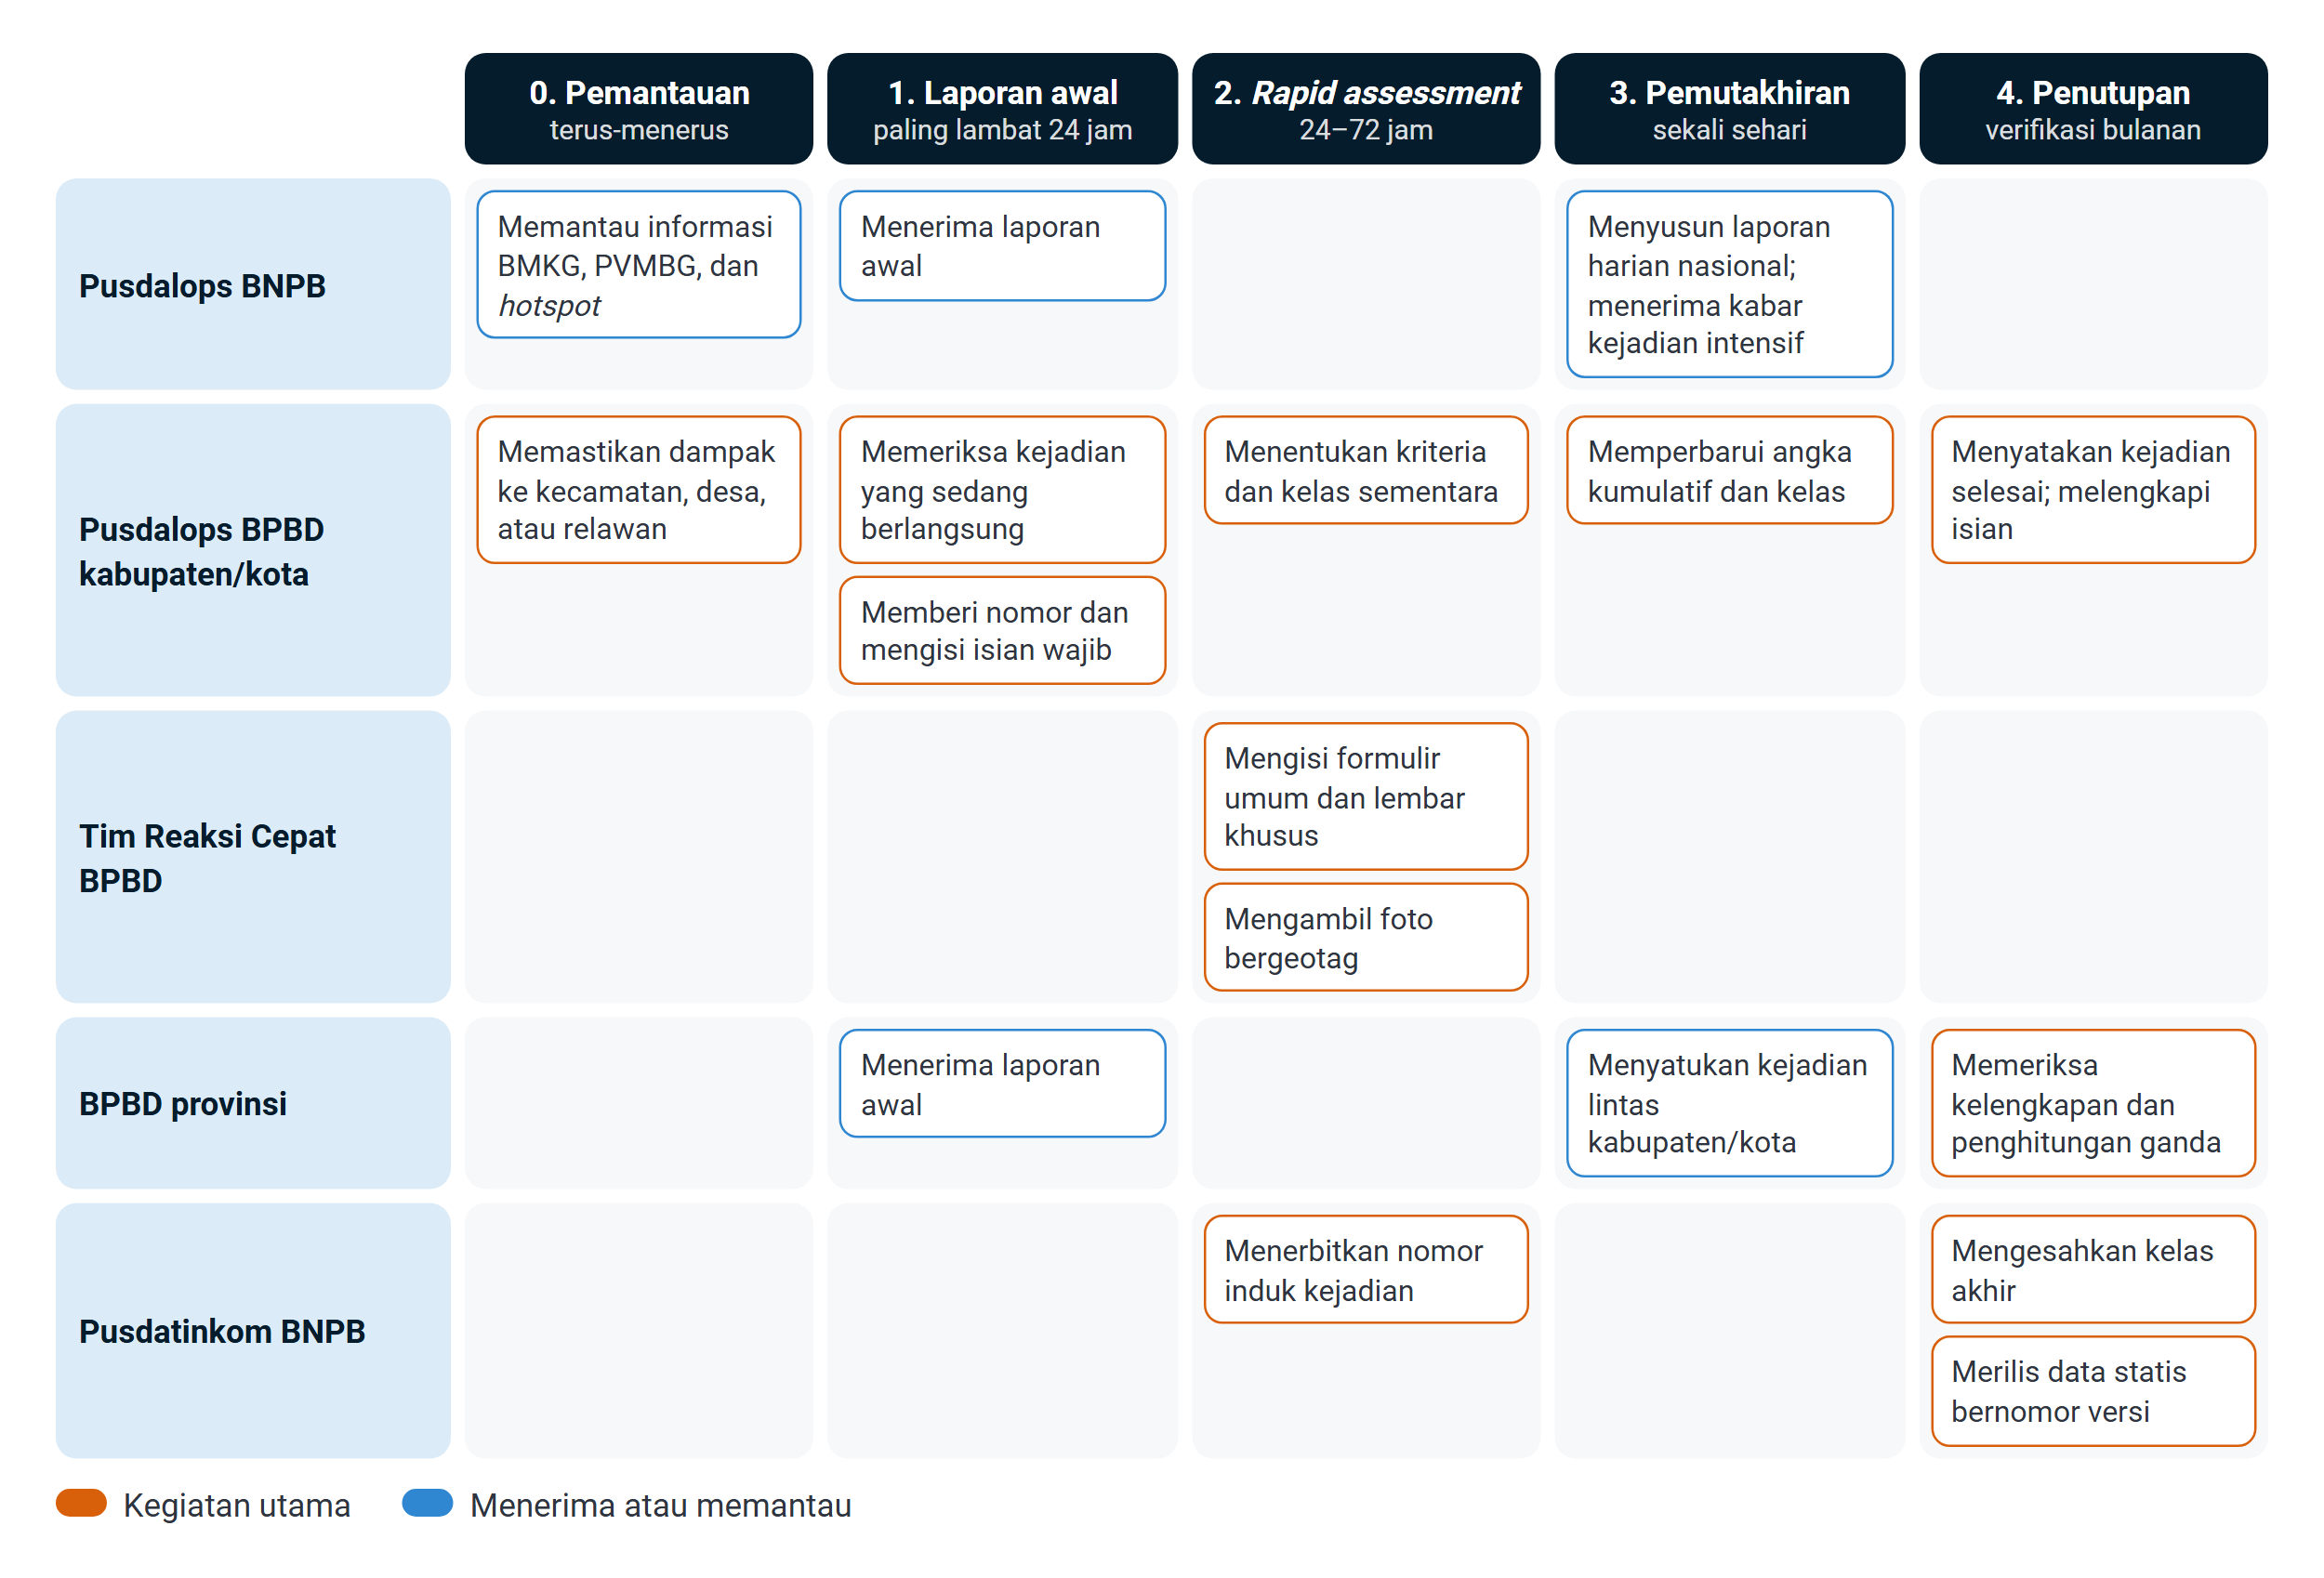 0. Pemantauan
terus-menerus
1. Laporan awal
paling lambat 24 jam
2. Rapid assessment
24–72 jam
3. Pemutakhiran
sekali sehari
4. Penutupan
verifikasi bulanan
Pusdalops BNPB
Memantau informasi
BMKG, PVMBG, dan
hotspot
Menerima laporan
awal
Menyusun laporan
harian nasional;
menerima kabar
kejadian intensif
Pusdalops BPBD
kabupaten/kota
Memastikan dampak
ke kecamatan, desa,
atau relawan
Memeriksa kejadian
yang sedang
berlangsung
Memberi nomor dan
mengisi isian wajib
Menentukan kriteria
dan kelas sementara
Memperbarui angka
kumulatif dan kelas
Menyatakan kejadian
selesai; melengkapi
isian
Tim Reaksi Cepat
BPBD
Mengisi formulir
umum dan lembar
khusus
Mengambil foto
bergeotag
BPBD provinsi
Menerima laporan
awal
Menyatukan kejadian
lintas
kabupaten/kota
Memeriksa
kelengkapan dan
penghitungan ganda
Pusdatinkom BNPB
Menerbitkan nomor
induk kejadian
Mengesahkan kelas
akhir
Merilis data statis
bernomor versi
Kegiatan utama
Menerima atau memantau